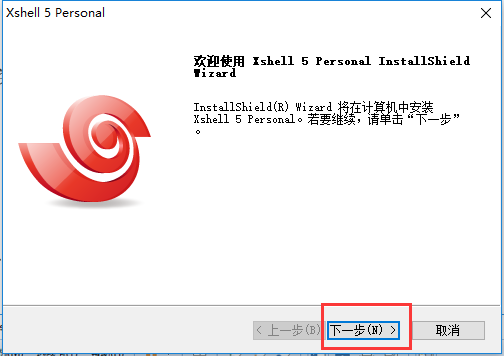 Xshell 5 Personal
欢迎使用 Xshell 5 Personal InstallShield
Wizard
InstallShield(R) Wizard 将在计算机中安装
Xshell 5 Personal。若要继续，请单击“下一步”
。
< 上一步(B) 下一步(N) > 取消